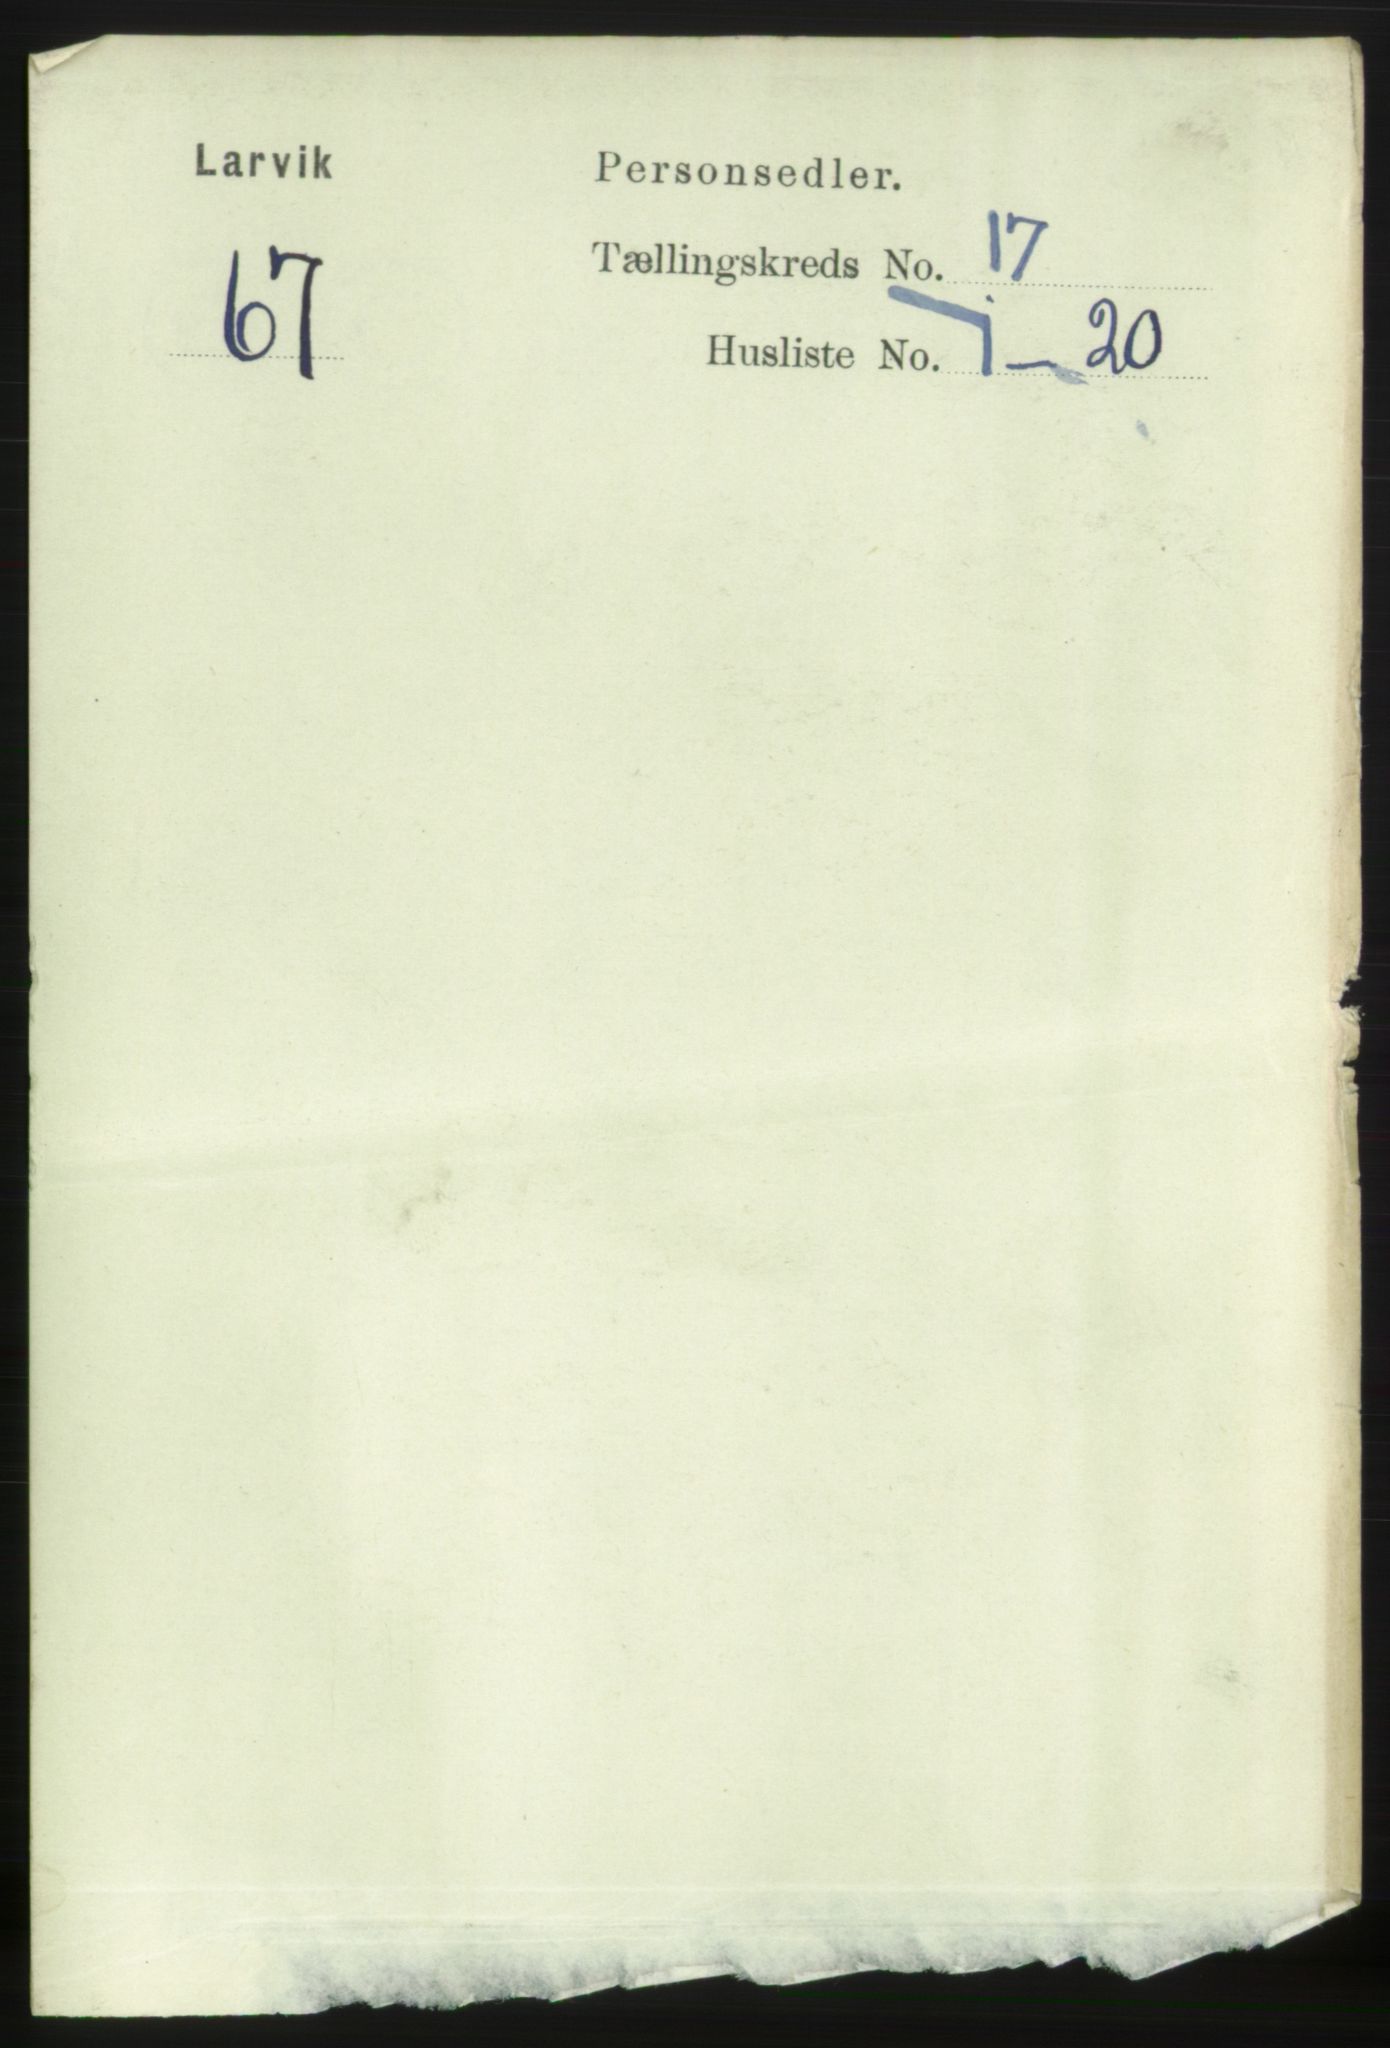 Larvik
67
Personsedler.
Tællingskreds No. 17
Husliste No. 1 - 20